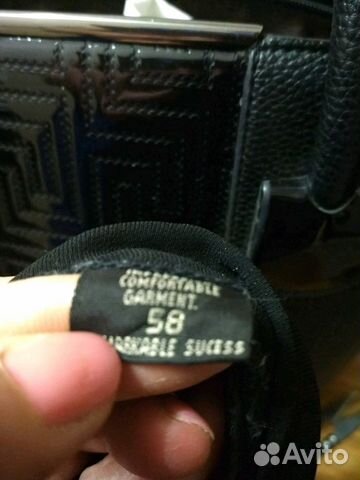 COMFORTABLE
GARMENT.
58
SUCESS
Avito